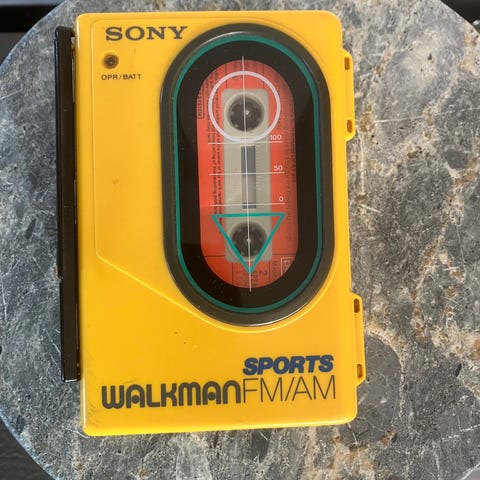 SONY
OPR/BATT
100
50
0
SPORTS
WALKMAN FM/AM